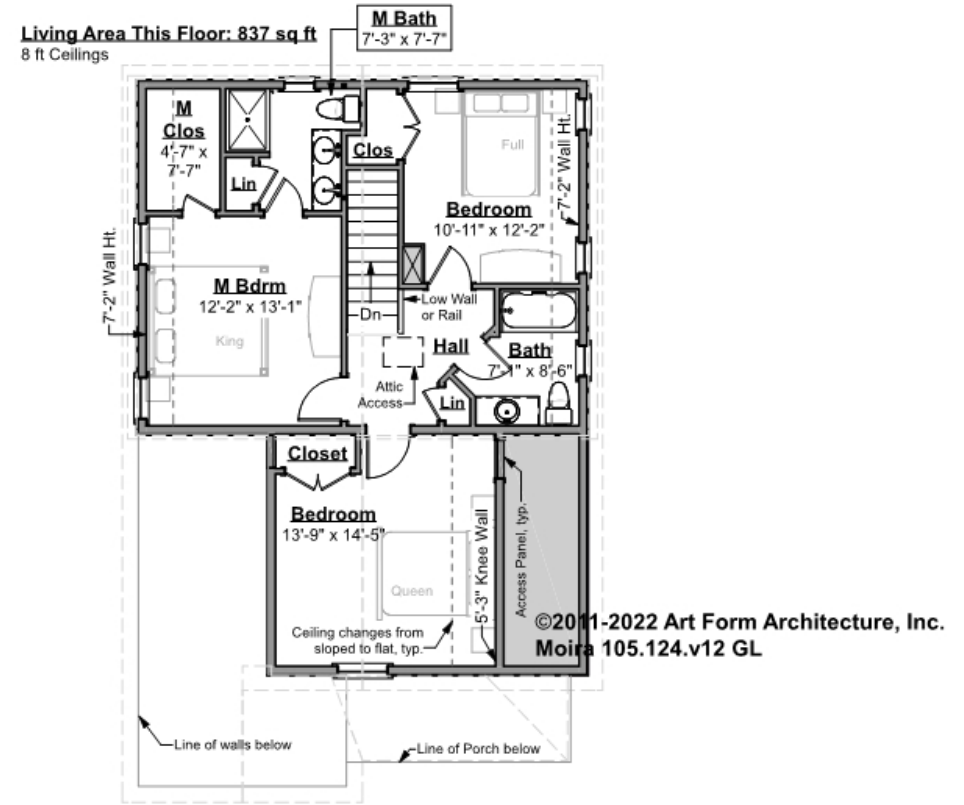 Living Area This Floor: 837 sq ft
8 ft Ceilings
M Bath
7'-3" x 7'-7"
M
Clos
4'-7" x
7'-7"
Lin
Clos
Full
7'-2" Wall Ht.
Bedroom
10'-11" x 12'-2"
7'-2" Wall Ht.
M Bdrm
12'-2" x 13'-1"
King
Dn
Low Wall
or Rail
Hall
Bath
7'-1" x 8'-6"
Attic
Access
Lin
Closet
Bedroom
13'-9" x 14'-5"
Queen
5'-3" Knee Wall
Access Panel, typ.
Ceiling changes from
sloped to flat, typ.
©2011-2022 Art Form Architecture, Inc.
Moira 105.124.v12 GL
Line of walls below
Line of Porch below